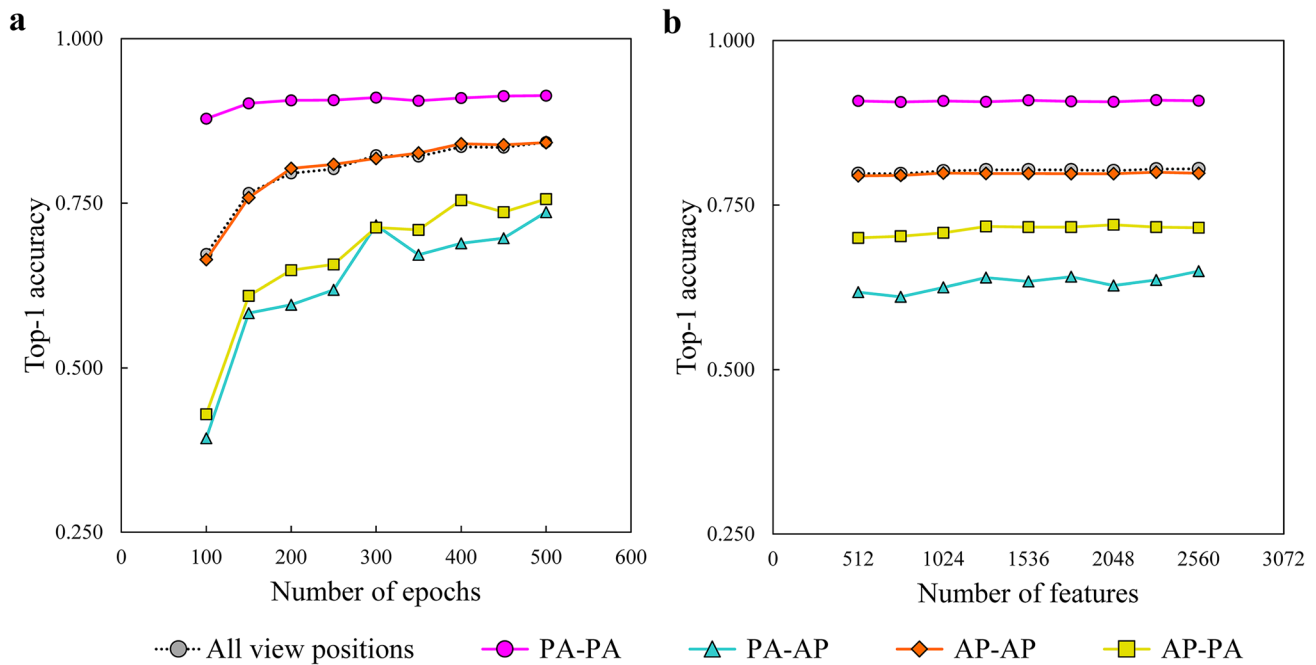 a
1.000
0.750
0.500
0.250
Top-1 accuracy
0 100 200 300 400 500 600
Number of epochs
b
1.000
0.750
0.500
0.250
Top-1 accuracy
0 512 1024 1536 2048 2560 3072
Number of features
All view positions PA-PA PA-AP AP-AP AP-PA